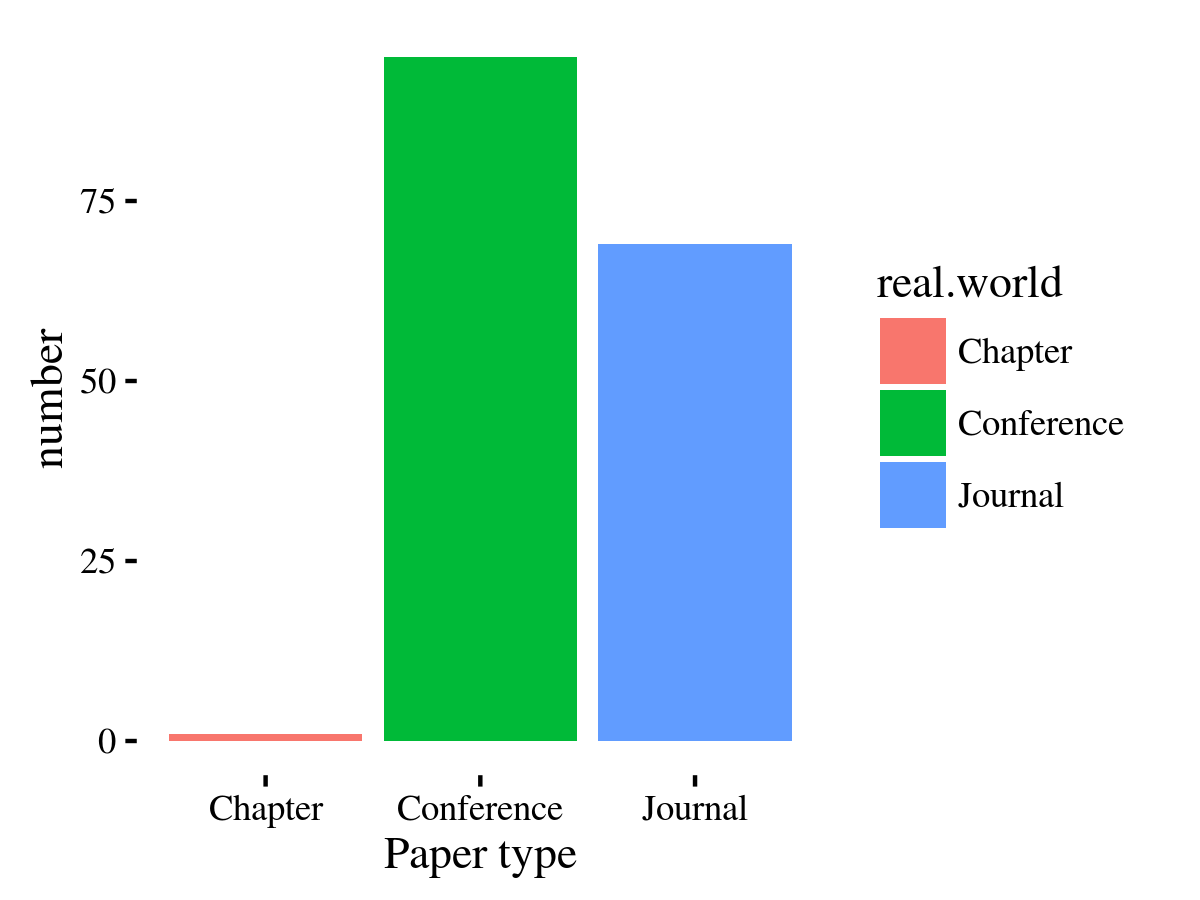 number
75
50
25
0
Chapter
Conference
Journal
Paper type
real.world
Chapter
Conference
Journal